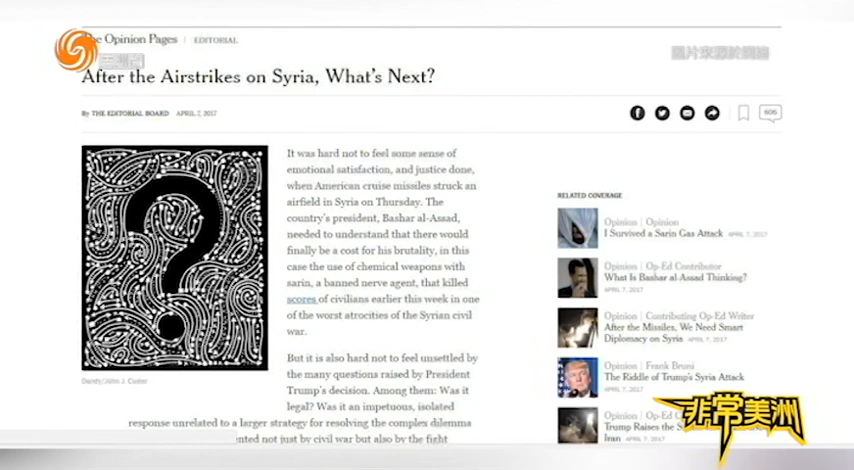 The Opinion Pages | EDITORIAL
圖片來源於網絡
After the Airstrikes on Syria, What's Next?
By THE EDITORIAL BOARD APRIL 7, 2017
606
It was hard not to feel some sense of
emotional satisfaction, and justice done,
when American cruise missiles struck an
airfield in Syria on Thursday. The
country's president, Bashar al-Assad,
needed to understand that there would
finally be a cost for his brutality, in this
case the use of chemical weapons with
sarin, a banned nerve agent, that killed
scores of civilians earlier this week in one
of the worst atrocities of the Syrian civil
war.
Dandy/John J. Custer
But it is also hard not to feel unsettled by
the many questions raised by President
Trump's decision. Among them: Was it
legal? Was it an impetuous, isolated
response unrelated to a larger strategy for resolving the complex dilemma
nted not just by civil war but also by the fight
RELATED COVERAGE
Opinion | Opinion
I Survived a Sarin Gas Attack APRIL 7, 2017
Opinion | Op-Ed Contributor
What Is Bashar al-Assad Thinking?
APRIL 7, 2017
Opinion | Contributing Op-Ed Writer
After the Missiles, We Need Smart
Diplomacy on Syria APRIL 7, 2017
Opinion | Frank Bruni
The Riddle of Trump's Syria Attack
APRIL 7, 2017
Opinion | Op-Ed C
Trump Raises the S
Iran APRIL 7, 2017
非常美洲